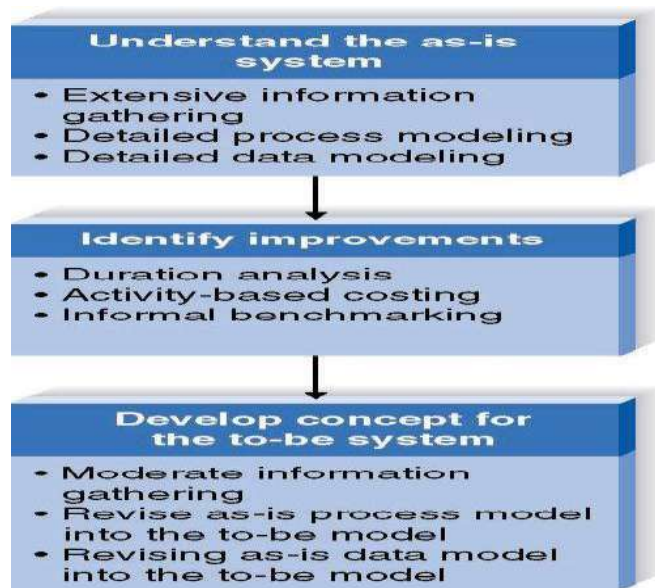 Understand the as-is
system
• Extensive information
gathering
• Detailed process modeling
• Detailed data modeling
Identify improvements
• Duration analysis
• Activity-based costing
• Informal benchmarking
Develop concept for
the to-be system
• Moderate information
gathering
• Revise as-is process model
into the to-be model
• Revising as-is data model
into the to-be model